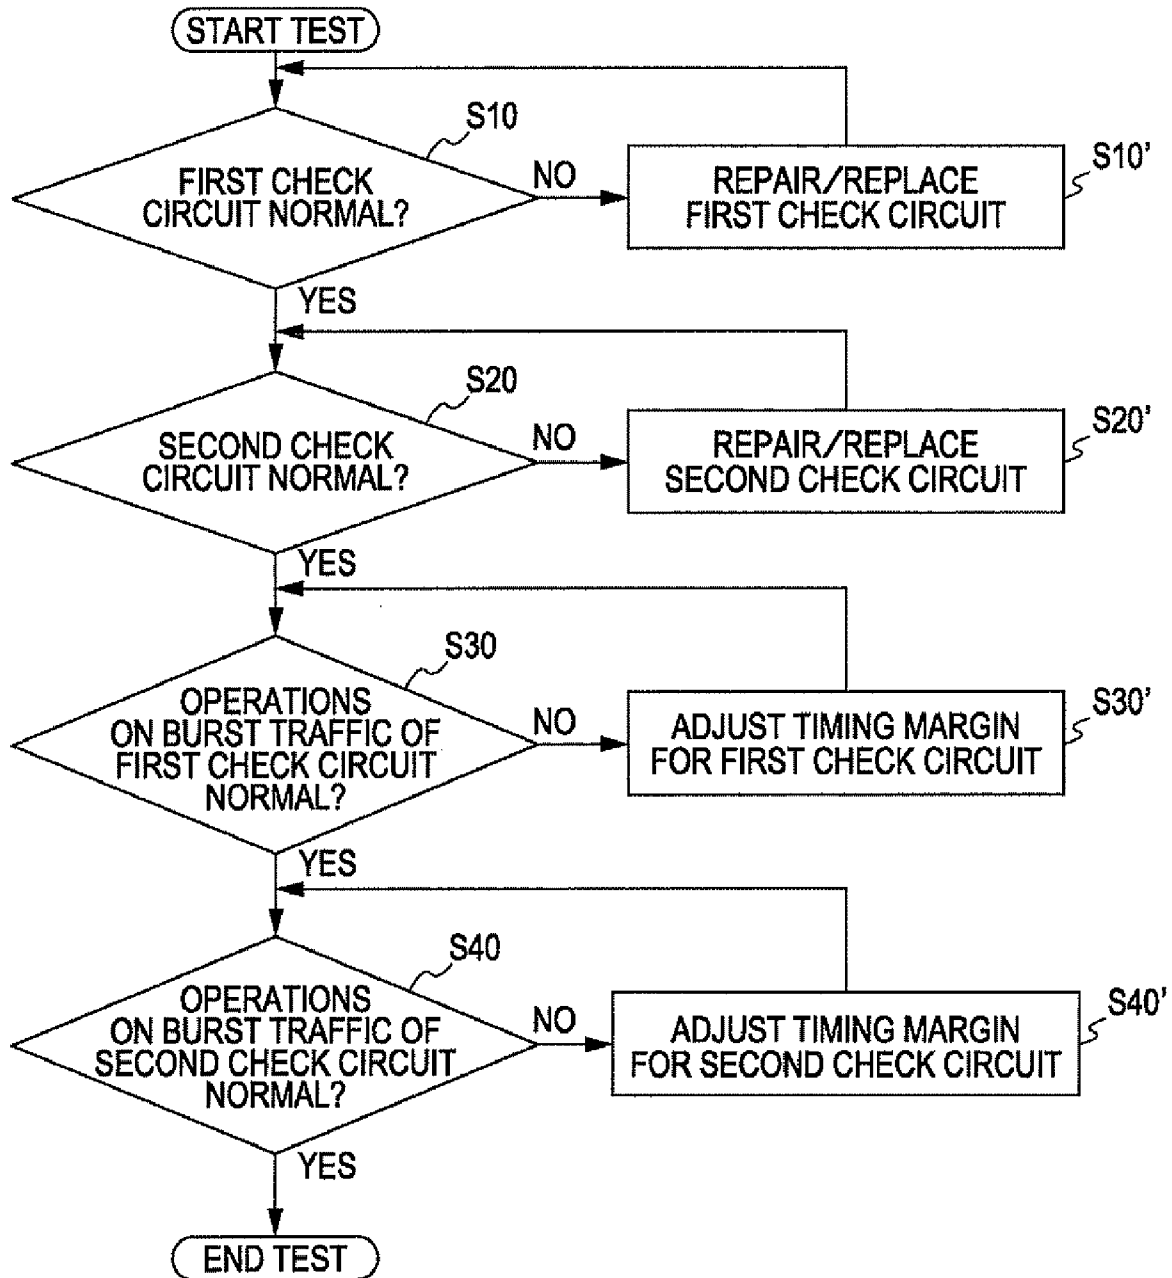 START TEST
S10
FIRST CHECK
CIRCUIT NORMAL?
NO
REPAIR/REPLACE
FIRST CHECK CIRCUIT
S10'
YES
S20
SECOND CHECK
CIRCUIT NORMAL?
NO
REPAIR/REPLACE
SECOND CHECK CIRCUIT
S20'
YES
S30
OPERATIONS
ON BURST TRAFFIC OF
FIRST CHECK CIRCUIT
NORMAL?
NO
ADJUST TIMING MARGIN
FOR FIRST CHECK CIRCUIT
S30'
YES
S40
OPERATIONS
ON BURST TRAFFIC OF
SECOND CHECK CIRCUIT
NORMAL?
NO
ADJUST TIMING MARGIN
FOR SECOND CHECK CIRCUIT
S40'
YES
END TEST